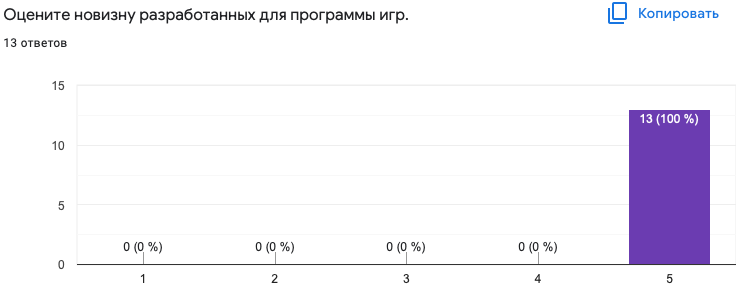 Оцените новизну разработанных для программы игр.
Копировать
13 ответов
15
10
5
0
13 (100 %)
0 (0 %) 0 (0 %) 0 (0 %) 0 (0 %)
1 2 3 4 5